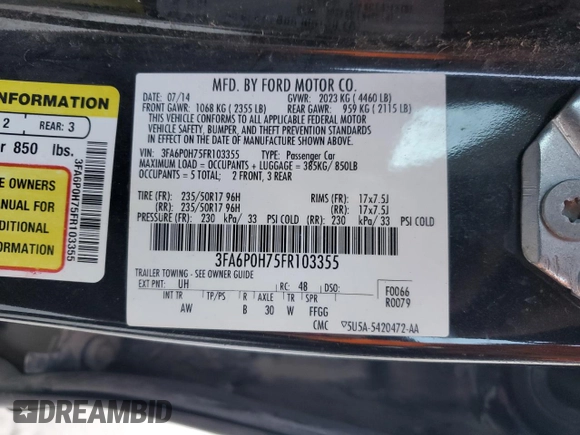 MFD. BY FORD MOTOR CO.
DATE: 07/14 GVWR: 2023 KG ( 4460 LB)
FRONT GAWR: 1068 KG ( 2355 LB) REAR GAWR: 959 KG ( 2115 LB)
THIS VEHICLE CONFORMS TO ALL APPLICABLE FEDERAL MOTOR
VEHICLE SAFETY, BUMPER, AND THEFT PREVENTION STANDARDS IN
EFFECT ON THE DATE OF MANUFACTURE SHOWN ABOVE.
VIN: 3FA6P0H75FR103355 TYPE: Passenger Car
MAXIMUM LOAD = OCCUPANTS + LUGGAGE = 385KG/ 850LB
OCCUPANTS = 5 TOTAL; 2 FRONT, 3 REAR
TIRE (FR): 235/50R17 96H RIMS (FR): 17x7.5J
(RR): 235/50R17 96H (RR): 17x7.5J
PRESSURE (FR): 230 kPa/ 33 PSI COLD (RR): 230 kPa/ 33 PSI COLD
3FA6P0H75FR103355
TRAILER TOWING - SEE OWNER GUIDE
EXT PNT: UH RC: 48 DSO: F0066
R0079
INT TR TP/PS R AXLE TR SPR
AW B 30 W FFGG
CMC 5U5A-5420472-AA
INFORMATION
2 REAR: 3
850 lbs.
OWNERS
MANUAL FOR
ADDITIONAL
INFORMATION
3FA6P0H75FR103355
DREAMBID